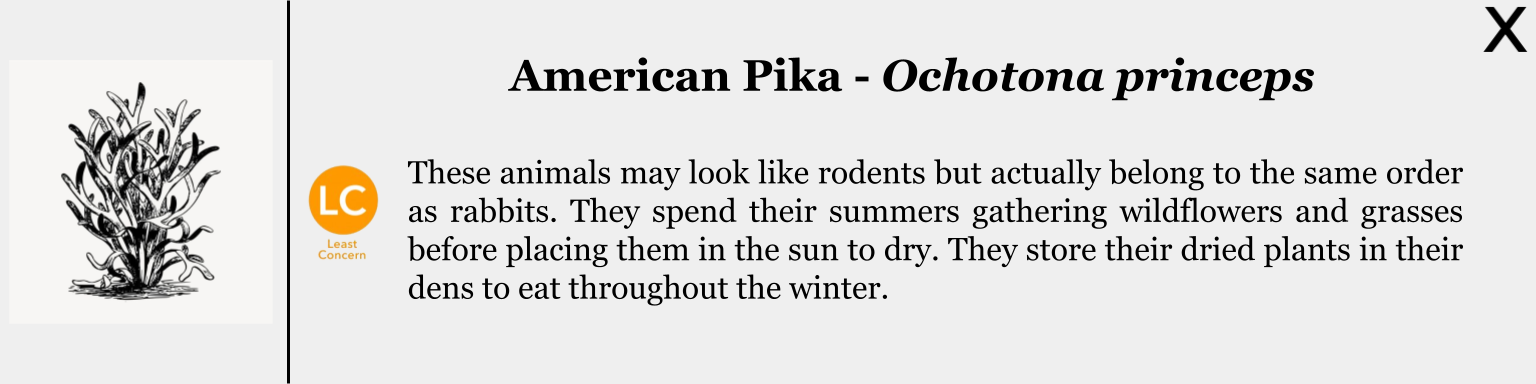 X
American Pika - Ochotona princeps
These animals may look like rodents but actually belong to the same order
as rabbits. They spend their summers gathering wildflowers and grasses
before placing them in the sun to dry. They store their dried plants in their
dens to eat throughout the winter.
LC
Least
Concern